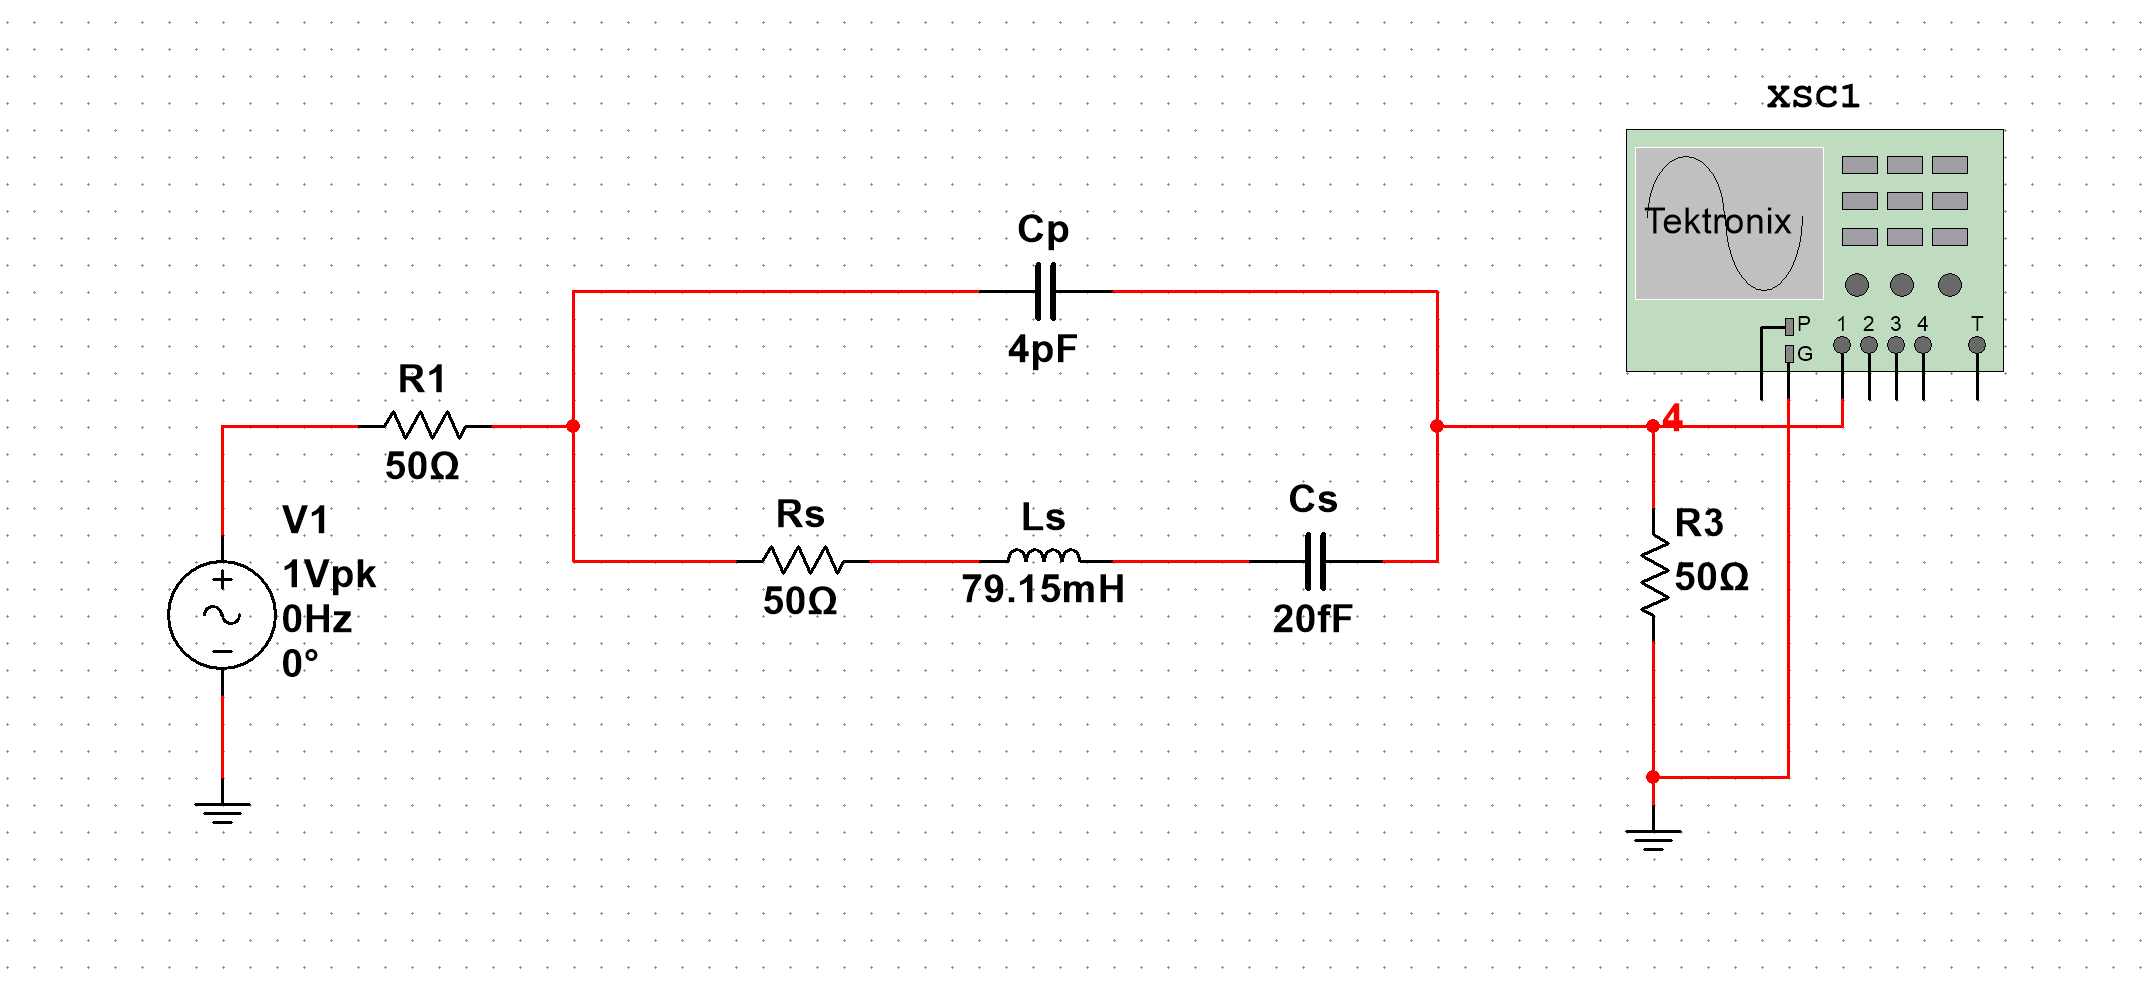 xsc1
Tektronix
P
1
2
3
4
T
G
Cp
4pF
R1
50Ω
4
V1
1Vpk
0Hz
0°
Rs
50Ω
Ls
79.15mH
Cs
20fF
R3
50Ω